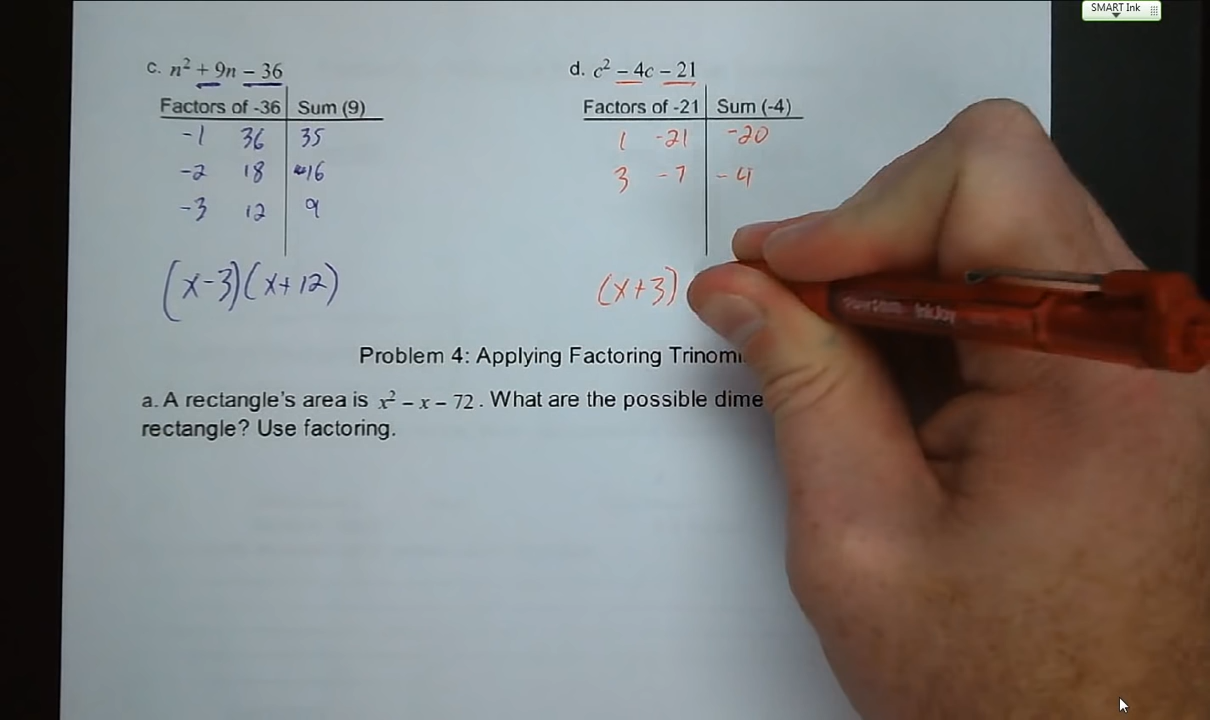 SMART Ink
c. n² + 9n − 36
Factors of -36 Sum (9)
-1 36 35
-2 18 16
-3 12 9
(x-3)(x+12)
d. c² − 4c − 21
Factors of -21 Sum (-4)
1 -21 -20
3 -7 -4
(x+3)
Problem 4: Applying Factoring
a. A rectangle's area is x² − x − 72. What are the possible
rectangle? Use factoring.